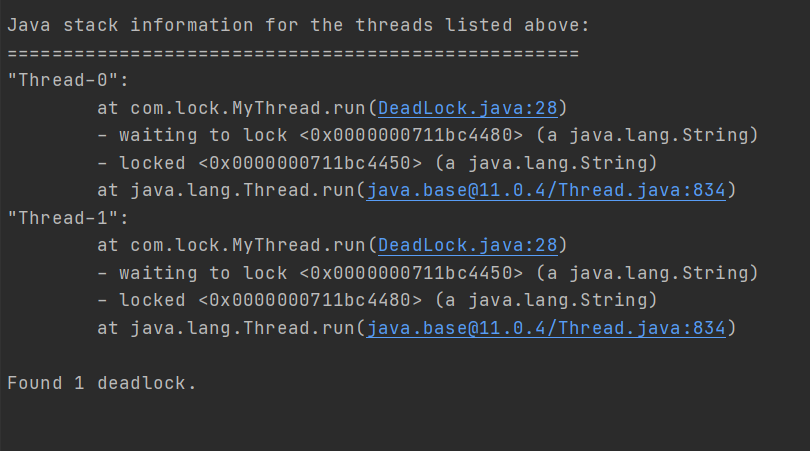 Java stack information for the threads listed above:
===================================================
"Thread-0":
        at com.lock.MyThread.run(DeadLock.java:28)
        - waiting to lock <0x0000000711bc4480> (a java.lang.String)
        - locked <0x0000000711bc4450> (a java.lang.String)
        at java.lang.Thread.run(java.base@11.0.4/Thread.java:834)
"Thread-1":
        at com.lock.MyThread.run(DeadLock.java:28)
        - waiting to lock <0x0000000711bc4450> (a java.lang.String)
        - locked <0x0000000711bc4480> (a java.lang.String)
        at java.lang.Thread.run(java.base@11.0.4/Thread.java:834)
Found 1 deadlock.